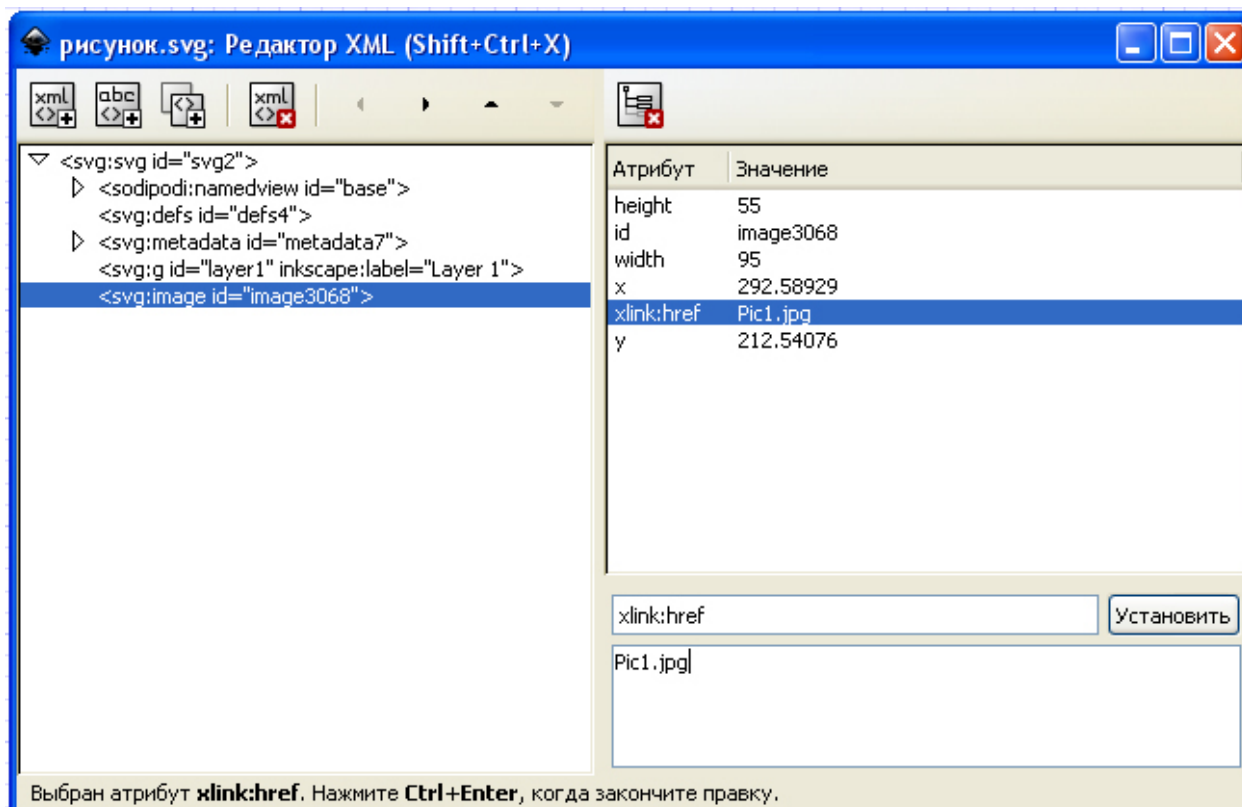 рисунок.svg: Редактор XML (Shift+Ctrl+X)
xml
abc
xml
<svg:svg id="svg2">
<sodipodi:namedview id="base">
<svg:defs id="defs4">
<svg:metadata id="metadata7">
<svg:g id="layer1" inkscape:label="Layer 1">
<svg:image id="image3068">
Атрибут Значение
height 55
id image3068
width 95
x 292.58929
xlink:href Pic1.jpg
y 212.54076
xlink:href
Установить
Pic1.jpg
Выбран атрибут xlink:href. Нажмите Ctrl+Enter, когда закончите правку.